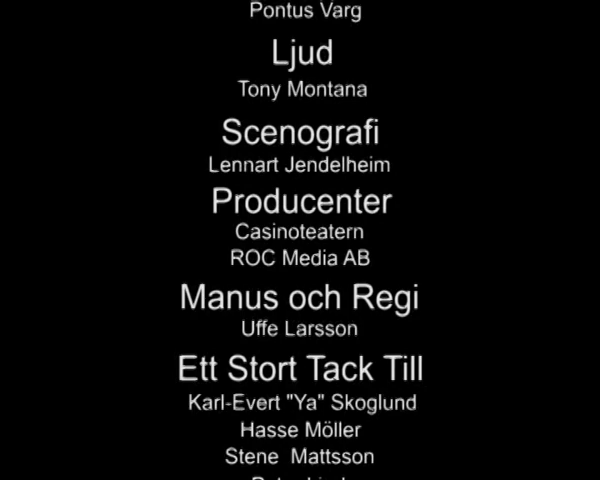 Pontus Varg
Ljud
Tony Montana
Scenografi
Lennart Jendelheim
Producenter
Casinoteatern
ROC Media AB
Manus och Regi
Uffe Larsson
Ett Stort Tack Till
Karl-Evert "Ya" Skoglund
Hasse Möller
Stene  Mattsson